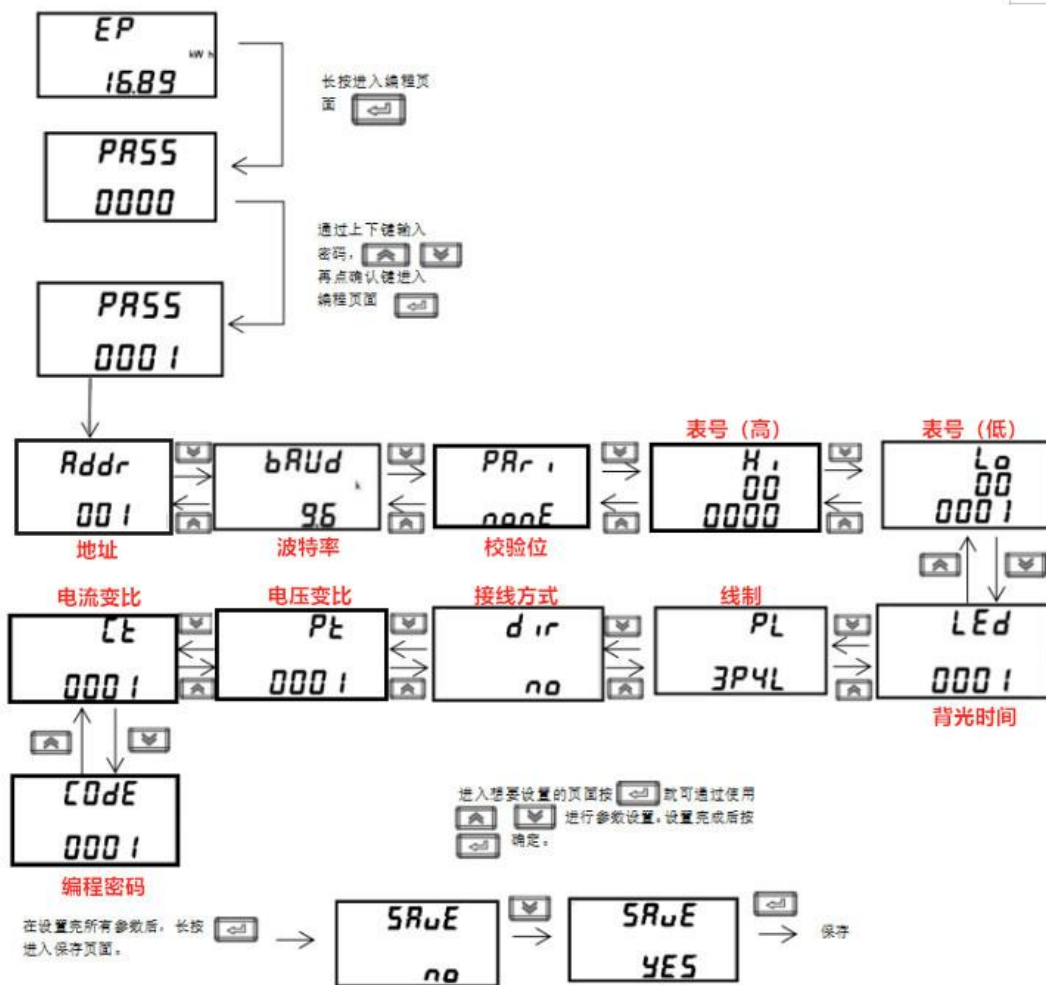 EP
kW h
16.89
长按进入编程页
面
PASS
0000
通过上下键输入
密码，
再点确认键进入
编程页面
PASS
0001
表号（高）
表号（低）
Addr
001
地址
bAUd
k
9.6
波特率
PAri
nonE
校验位
Hi
00
0000
Lo
00
0001
电流变比
电压变比
接线方式
线制
Ct
0001
Pt
0001
dir
no
PL
3P4L
LEd
0001
背光时间
COdE
0001
编程密码
进入想要设置的页面按 就可通过使用
进行参数设置。设置完成后按
确定。
在设置完所有参数后，长按
进入保存页面。
SAvE
no
SAvE
YES
保存